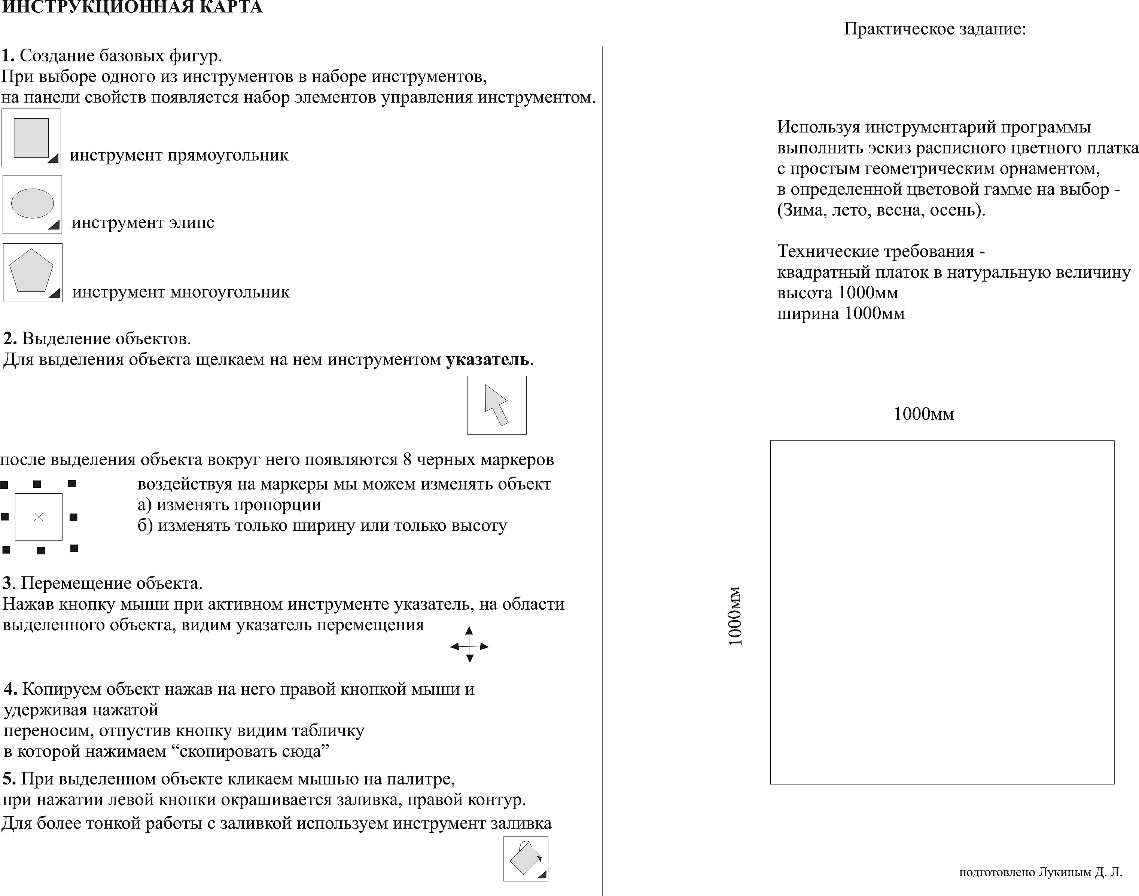 ИНСТРУКЦИОННАЯ КАРТА
1. Создание базовых фигур.
При выборе одного из инструментов в наборе инструментов,
на панели свойств появляется набор элементов управления инструментом.
инструмент прямоугольник
инструмент элипс
инструмент многоугольник
2. Выделение объектов.
Для выделения объекта щелкаем на нем инструментом указатель.
после выделения объекта вокруг него появляются 8 черных маркеров
воздействуя на маркеры мы можем изменять объект
а) изменять пропорции
б) изменять только ширину или только высоту
3. Перемещение объекта.
Нажав кнопку мыши при активном инструменте указатель, на области
выделенного объекта, видим указатель перемещения
4. Копируем объект нажав на него правой кнопкой мыши и
удерживая нажатой
переносим, отпустив кнопку видим табличку
в которой нажимаем “скопировать сюда”
5. При выделенном объекте кликаем мышью на палитре,
при нажатии левой кнопки окрашивается заливка, правой контур.
Для более тонкой работы с заливкой используем инструмент заливка
Практическое задание:
Используя инструментарий программы
выполнить эскиз расписного цветного платка
с простым геометрическим орнаментом,
в определенной цветовой гамме на выбор -
(Зима, лето, весна, осень).
Технические требования -
квадратный платок в натуральную величину
высота 1000мм
ширина 1000мм
1000мм
1000мм
подготовлено Лукиным Д. Л.